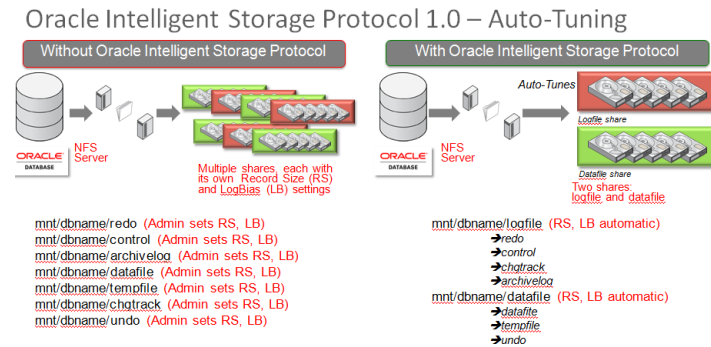 Oracle Intelligent Storage Protocol 1.0 – Auto-Tuning
Without Oracle Intelligent Storage Protocol
NFS
Server
ORACLE
DATABASE
Multiple shares, each with
its own Record Size (RS)
and LogBias (LB) settings
mnt/dbname/redo (Admin sets RS, LB)
mnt/dbname/control (Admin sets RS, LB)
mnt/dbname/archivelog (Admin sets RS, LB)
mnt/dbname/datafile (Admin sets RS, LB)
mnt/dbname/tempfile (Admin sets RS, LB)
mnt/dbname/chgtrack (Admin sets RS, LB)
mnt/dbname/undo (Admin sets RS, LB)
With Oracle Intelligent Storage Protocol
Auto-Tunes
Logfile share
NFS
Server
ORACLE
DATABASE
Datafile share
Two shares:
logfile and datafile
mnt/dbname/logfile (RS, LB automatic)
➔redo
➔control
➔chgtrack
➔archivelog
mnt/dbname/datafile (RS, LB automatic)
➔datafite
➔tempfile
➔undo